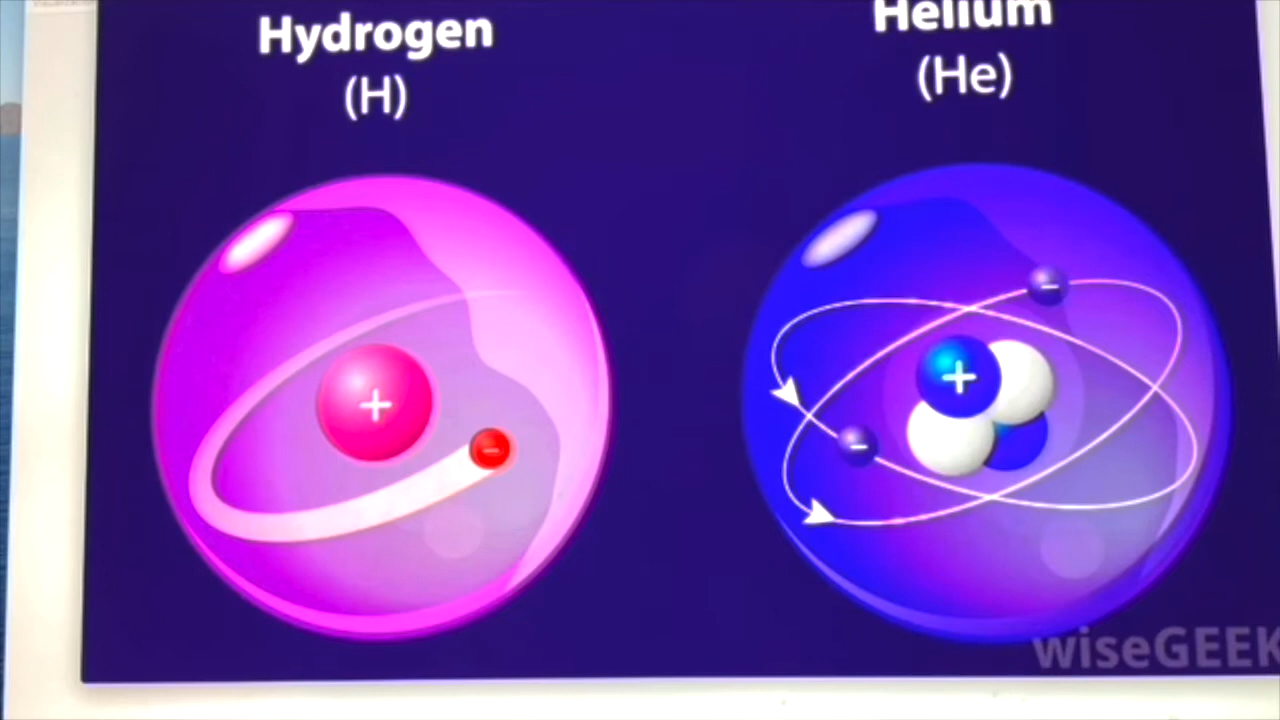 Hydrogen
(H)
Helium
(He)
+
-
-
+
-
wiseGEEK